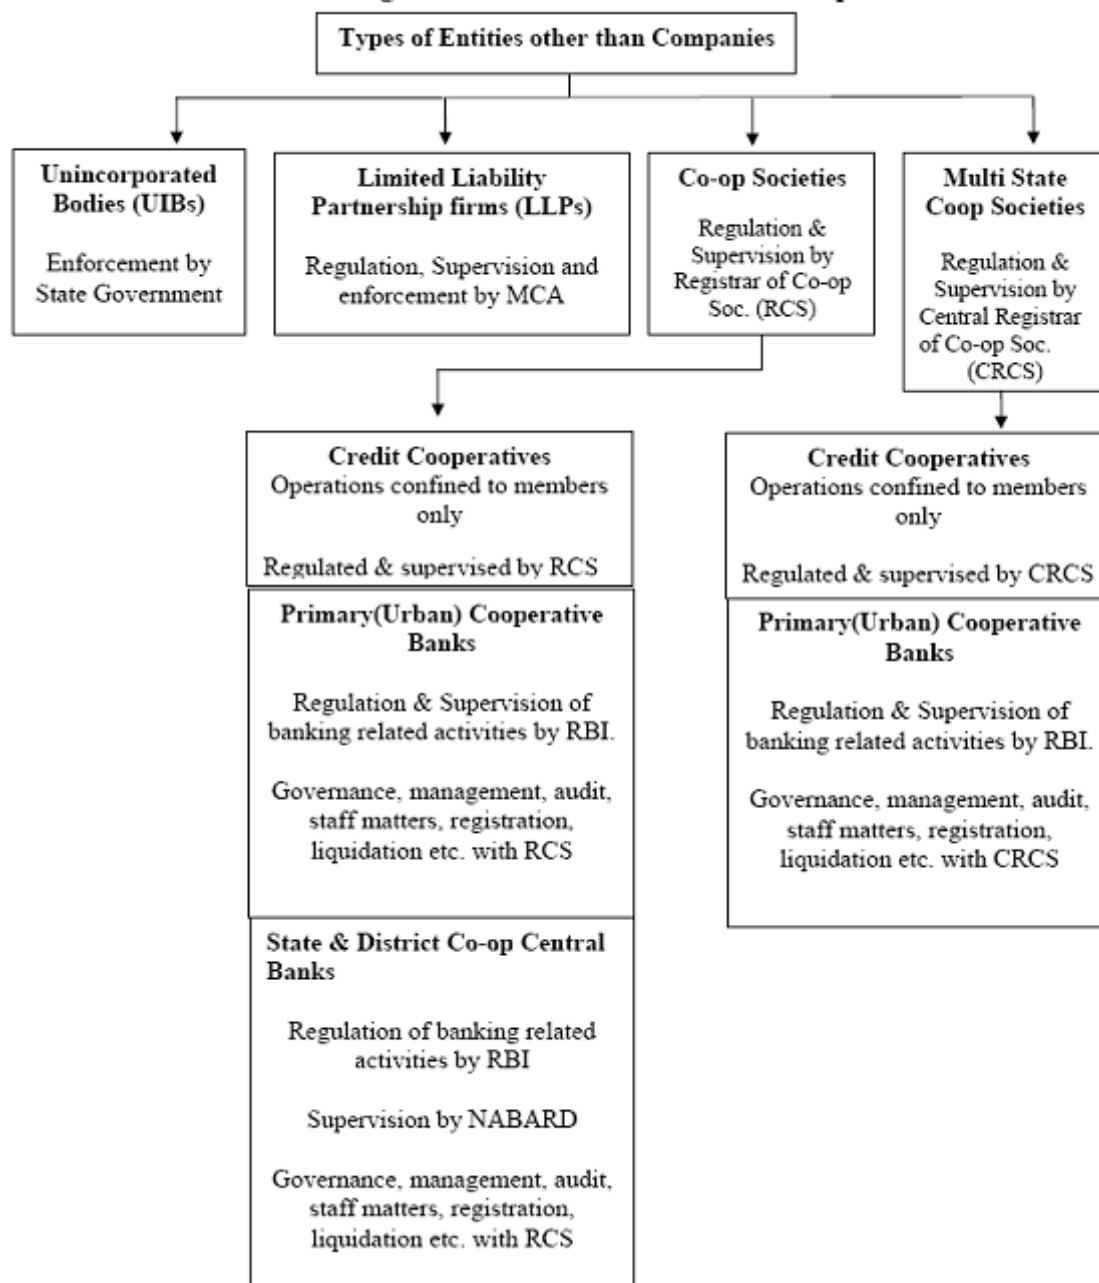 Types of Entities other than Companies
Unincorporated
Bodies (UIBs)
Enforcement by
State Government
Limited Liability
Partnership firms (LLPs)
Regulation, Supervision and
enforcement by MCA
Co-op Societies
Regulation &
Supervision by
Registrar of Co-op
Soc. (RCS)
Multi State
Coop Societies
Regulation &
Supervision by
Central Registrar
of Co-op Soc.
(CRCS)
Credit Cooperatives
Operations confined to members
only
Regulated & supervised by RCS
Primary(Urban) Cooperative
Banks
Regulation & Supervision of
banking related activities by RBI.
Governance, management, audit,
staff matters, registration,
liquidation etc. with RCS
State & District Co-op Central
Banks
Regulation of banking related
activities by RBI
Supervision by NABARD
Governance, management, audit,
staff matters, registration,
liquidation etc. with RCS
Credit Cooperatives
Operations confined to members
only
Regulated & supervised by CRCS
Primary(Urban) Cooperative
Banks
Regulation & Supervision of
banking related activities by RBI.
Governance, management, audit,
staff matters, registration,
liquidation etc. with CRCS